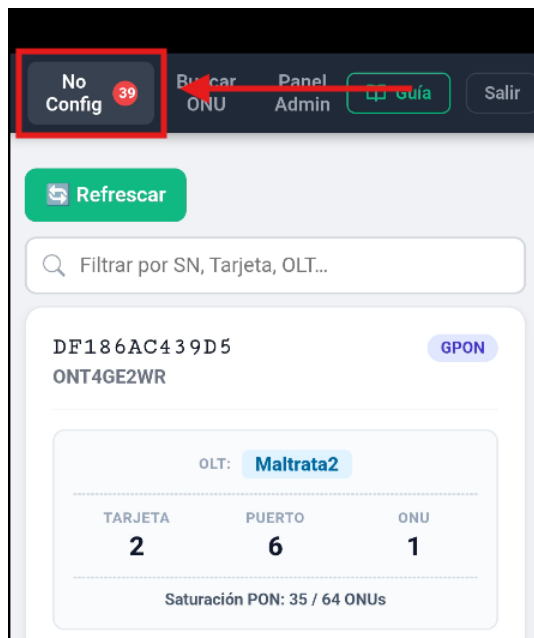 No Config 39
Buscar ONU
Panel Admin
Guía
Salir
Refrescar
Filtrar por SN, Tarjeta, OLT...
DF186AC439D5
GPON
ONT4GE2WR
OLT: Maltrata2
TARJETA PUERTO ONU
2 6 1
Saturación PON: 35 / 64 ONUs